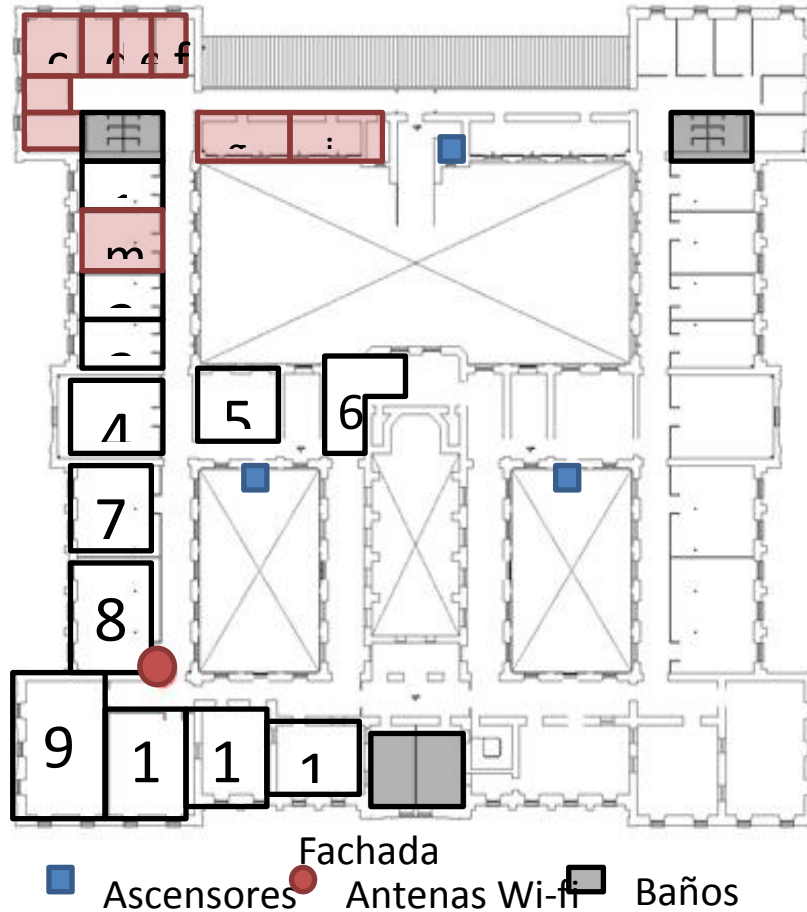 c d e f
m
4 5 6
7
8
9 1 1 1
Fachada
Ascensores Antenas Wi-fi Baños